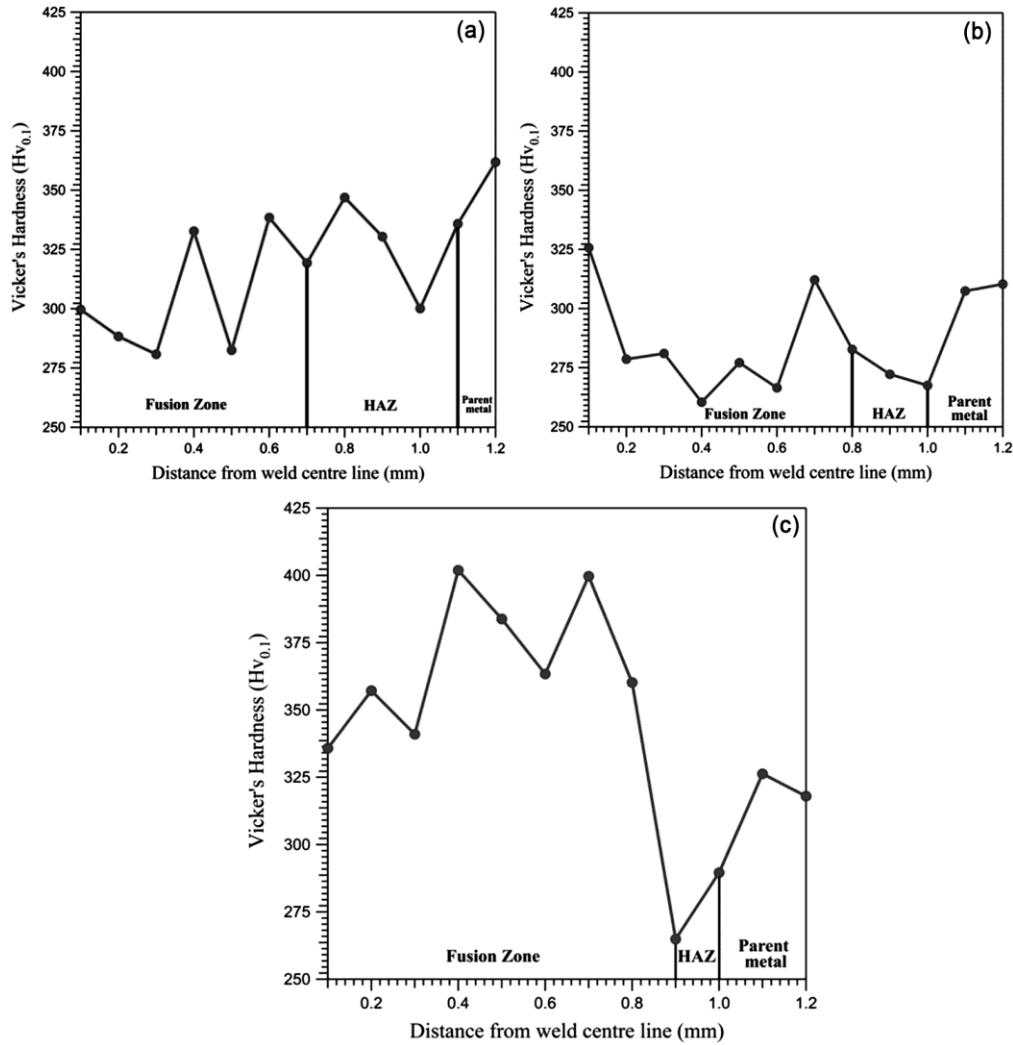 (a)
425
400
375
350
325
300
275
250
Vicker's Hardness (Hv0.1)
Fusion Zone
HAZ
Parent
metal
0.2
0.4
0.6
0.8
1.0
1.2
Distance from weld centre line (mm)
(b)
425
400
375
350
325
300
275
250
Vicker's Hardness (Hv0.1)
Fusion Zone
HAZ
Parent
metal
0.2
0.4
0.6
0.8
1.0
1.2
Distance from weld centre line (mm)
(c)
425
400
375
350
325
300
275
250
Vicker's Hardness (Hv0.1)
Fusion Zone
HAZ
Parent
metal
0.2
0.4
0.6
0.8
1.0
1.2
Distance from weld centre line (mm)